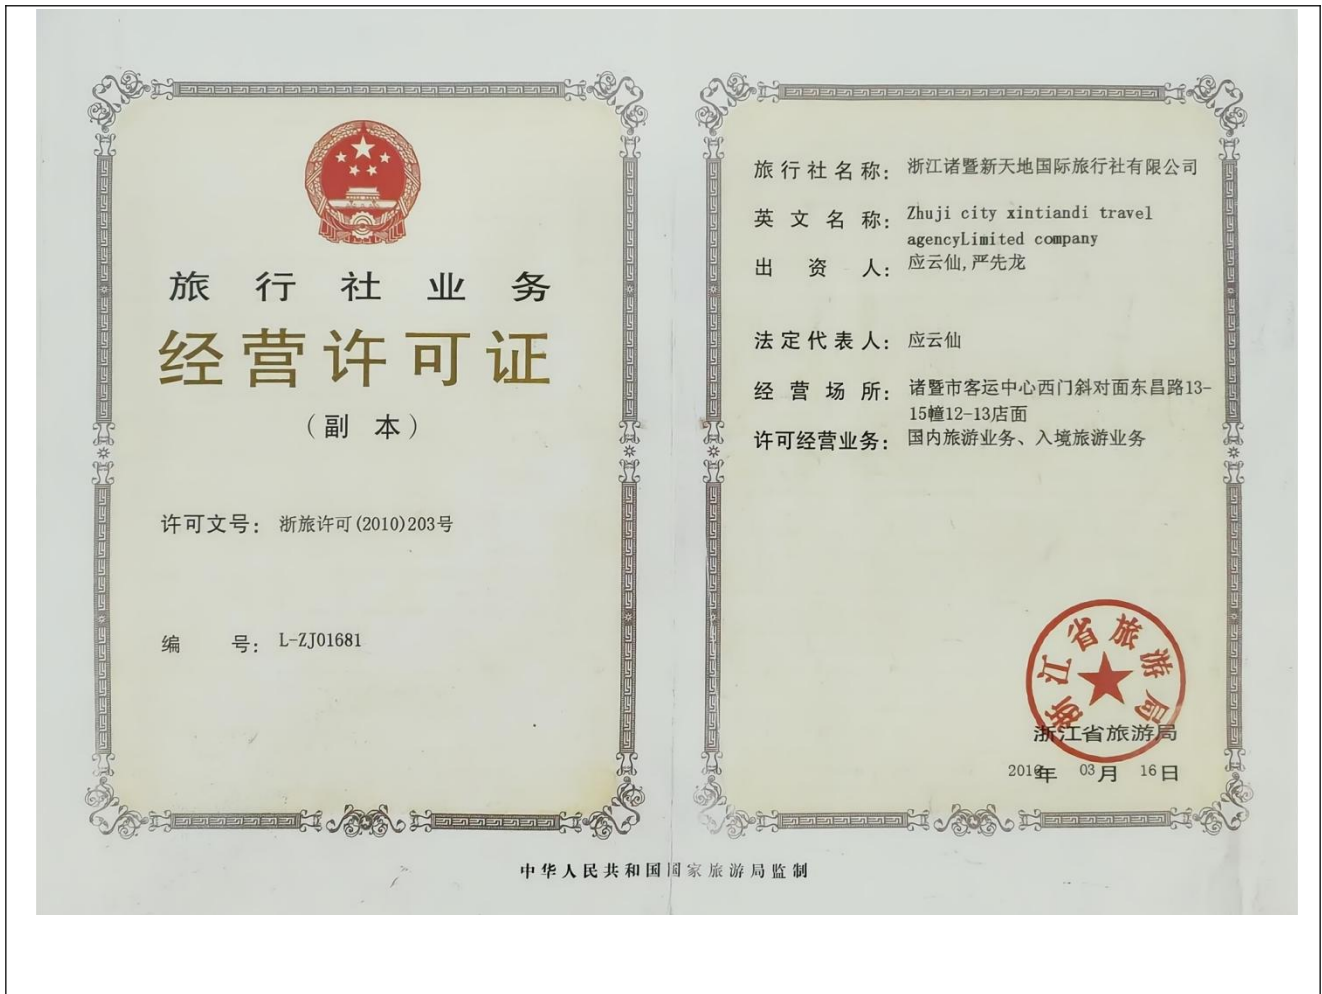 旅行社业务
经营许可证
(副 本)
许可文号: 浙旅许可(2010)203号
编 号: L-ZJ01681
旅行社名称: 浙江诸暨新天地国际旅行社有限公司
英文名称: Zhuji city xintiandi travel
agencyLimited company
出资人: 应云仙,严先龙
法定代表人: 应云仙
经营场所: 诸暨市客运中心西门斜对面东昌路13-
15幢12-13店面
许可经营业务: 国内旅游业务、入境旅游业务
浙江省旅游局
浙江省旅游局
年 03月 16日
中华人民共和国国家旅游局监制